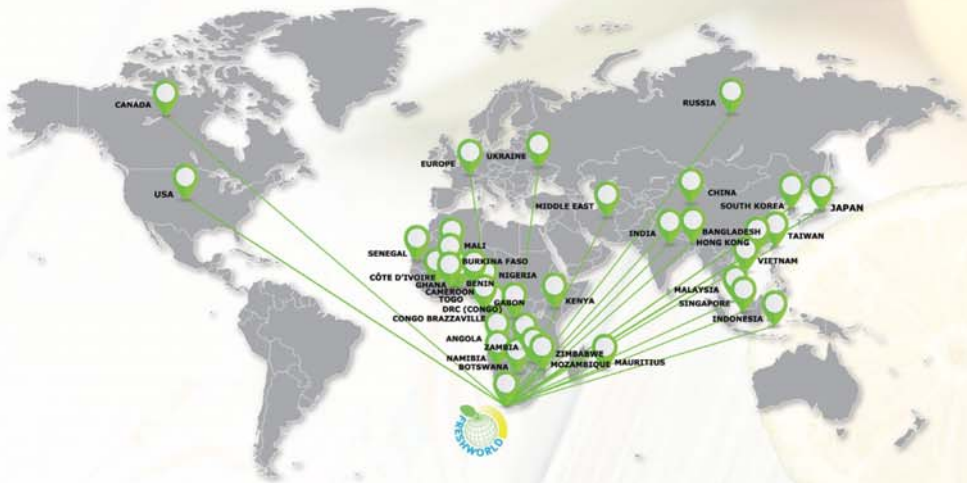 CANADA
RUSSIA
EUROPE
UKRAINE
USA
CHINA
MIDDLE EAST
SOUTH KOREA
JAPAN
INDIA
BANGLADESH
HONG KONG
TAIWAN
SENEGAL
MALI
BURKINA FASO
VIETNAM
CÔTE D'IVOIRE
NIGERIA
GHANA
BENIN
CAMEROON
TOGO
GABON
KENYA
MALAYSIA
SINGAPORE
DRC (CONGO)
CONGO BRAZZAVILLE
INDONESIA
ANGOLA
ZAMBIA
ZIMBABWE
NAMIBIA
MOZAMBIQUE
MAURITIUS
BOTSWANA
FRESHWORLD